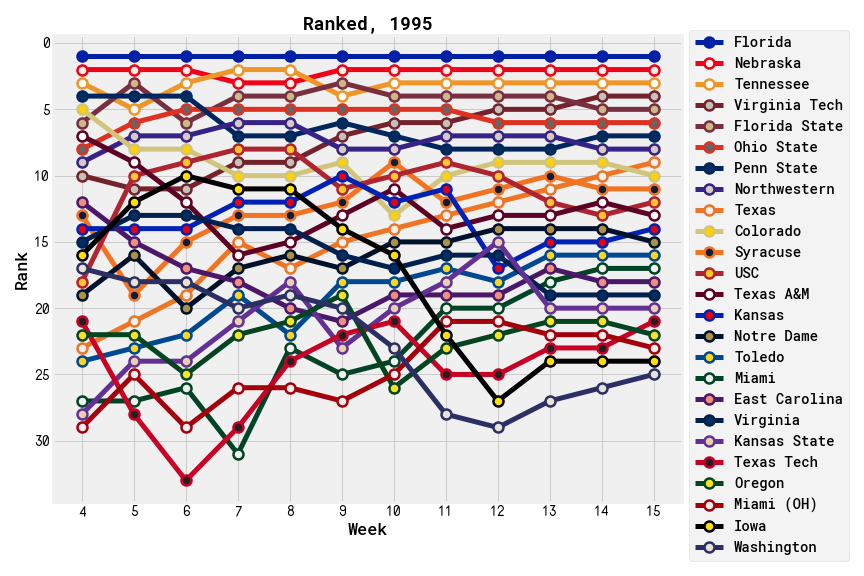 Ranked, 1995
0
5
10
15
20
25
30
Rank
4 5 6 7 8 9 10 11 12 13 14 15
Week
Florida
Nebraska
Tennessee
Virginia Tech
Florida State
Ohio State
Penn State
Northwestern
Texas
Colorado
Syracuse
USC
Texas A&M
Kansas
Notre Dame
Toledo
Miami
East Carolina
Virginia
Kansas State
Texas Tech
Oregon
Miami (OH)
Iowa
Washington